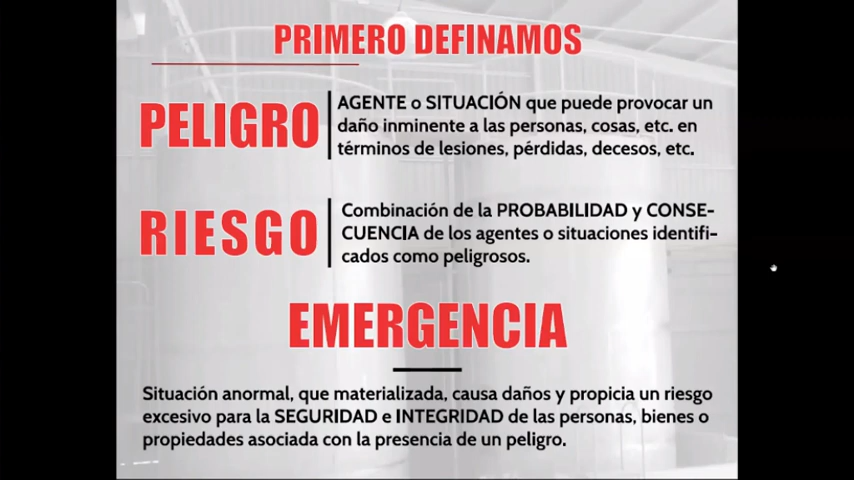 PRIMERO DEFINAMOS
PELIGRO
AGENTE o SITUACIÓN que puede provocar un
daño inminente a las personas, cosas, etc. en
términos de lesiones, pérdidas, decesos, etc.
RIESGO
Combinación de la PROBABILIDAD y CONSE-
CUENCIA de los agentes o situaciones identifi-
cados como peligrosos.
EMERGENCIA
Situación anormal, que materializada, causa daños y propicia un riesgo
excesivo para la SEGURIDAD e INTEGRIDAD de las personas, bienes o
propiedades asociada con la presencia de un peligro.